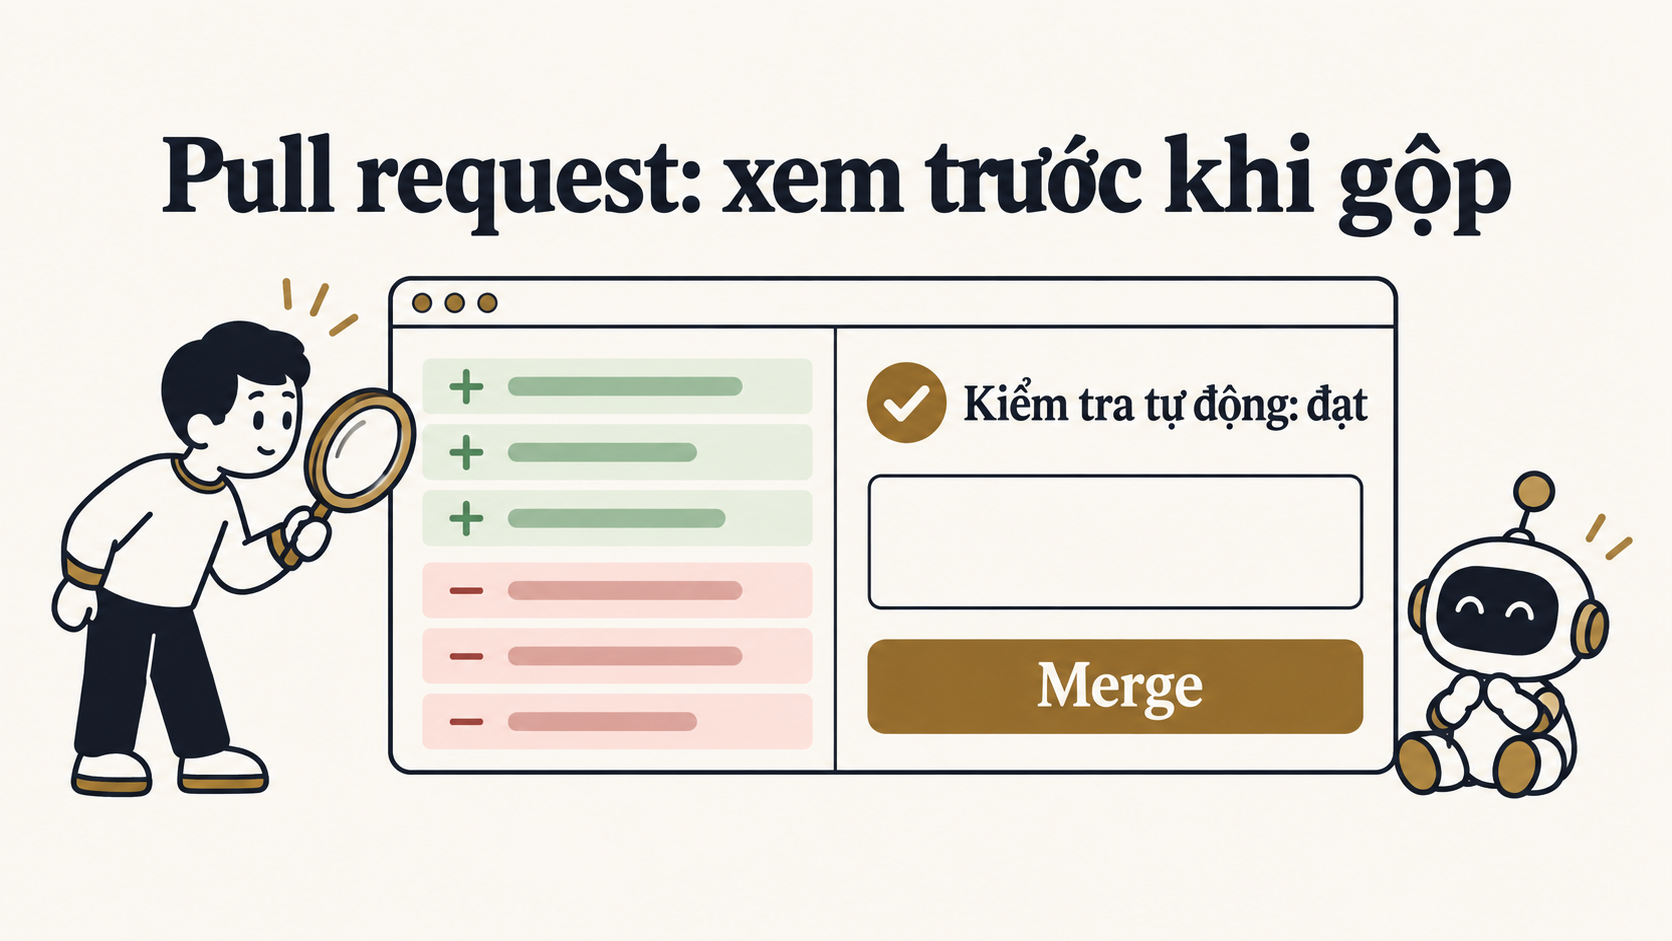 Pull request: xem trước khi gộp
Kiểm tra tự động: đạt
Merge